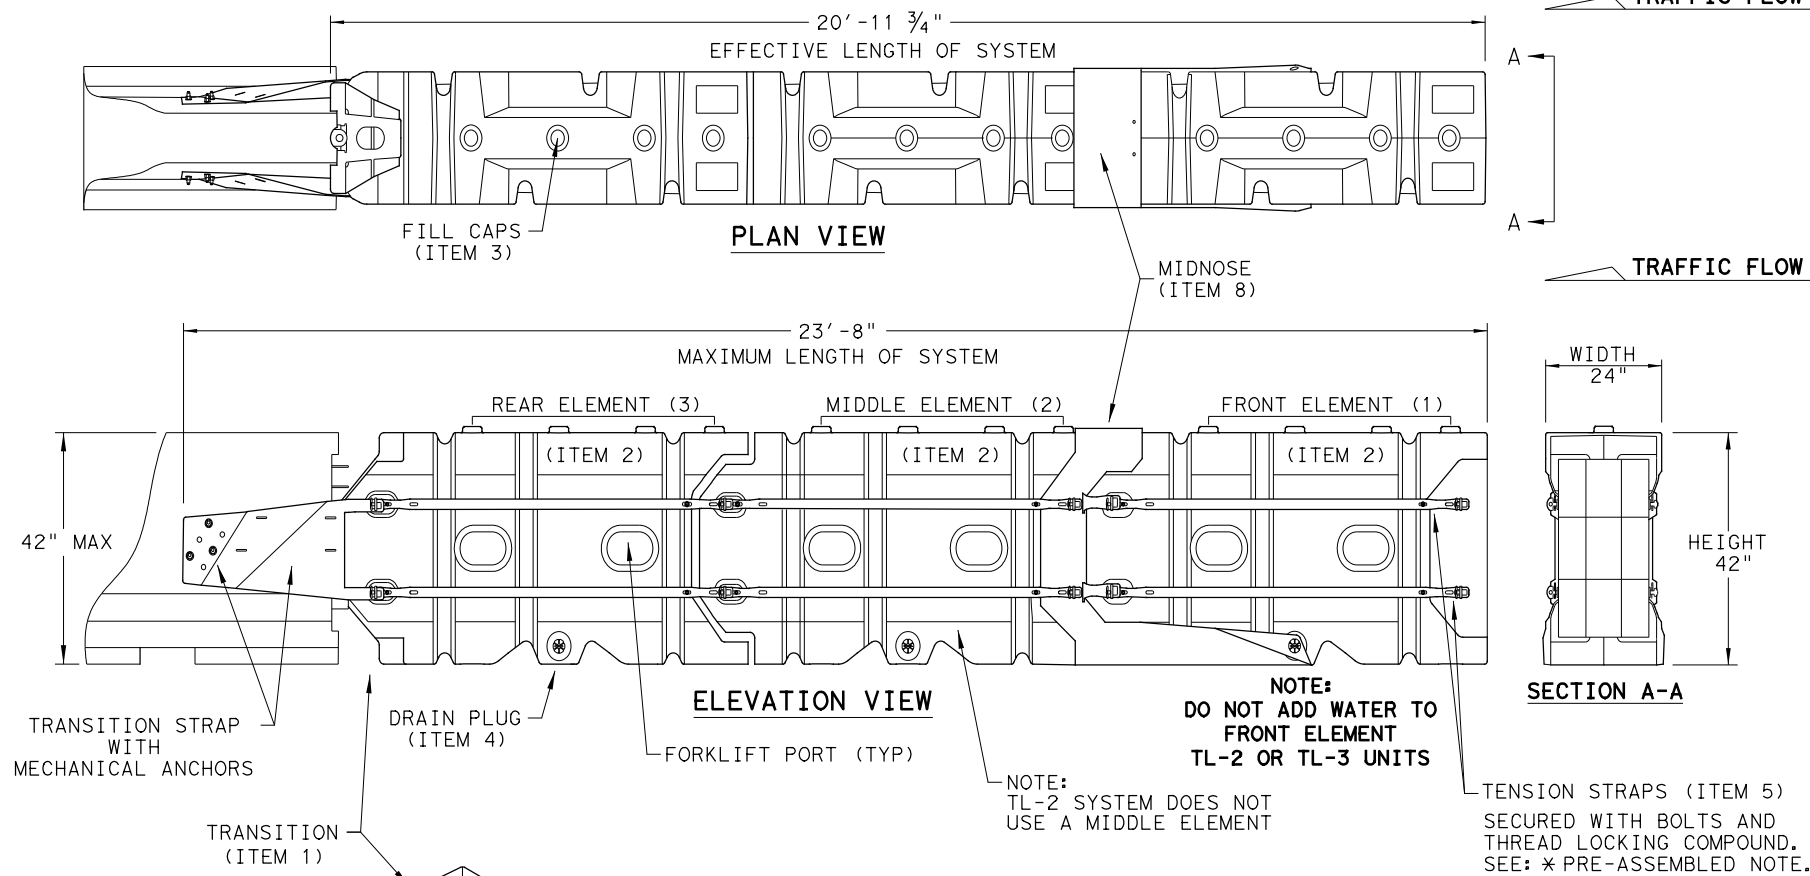 TRAFFIC FLOW
20'-11 ¾"
EFFECTIVE LENGTH OF SYSTEM
A
A
FILL CAPS
(ITEM 3)
PLAN VIEW
MIDNOSE
(ITEM 8)
TRAFFIC FLOW
23'-8"
MAXIMUM LENGTH OF SYSTEM
WIDTH
24"
REAR ELEMENT (3)
MIDDLE ELEMENT (2)
FRONT ELEMENT (1)
(ITEM 2)
(ITEM 2)
(ITEM 2)
42" MAX
HEIGHT
42"
ELEVATION VIEW
SECTION A-A
NOTE:
DO NOT ADD WATER TO
FRONT ELEMENT
TL-2 OR TL-3 UNITS
TRANSITION STRAP
WITH
MECHANICAL ANCHORS
DRAIN PLUG
(ITEM 4)
FORKLIFT PORT (TYP)
NOTE:
TL-2 SYSTEM DOES NOT
USE A MIDDLE ELEMENT
TENSION STRAPS (ITEM 5)
SECURED WITH BOLTS AND
THREAD LOCKING COMPOUND.
SEE: * PRE-ASSEMBLED NOTE.
TRANSITION
(ITEM 1)